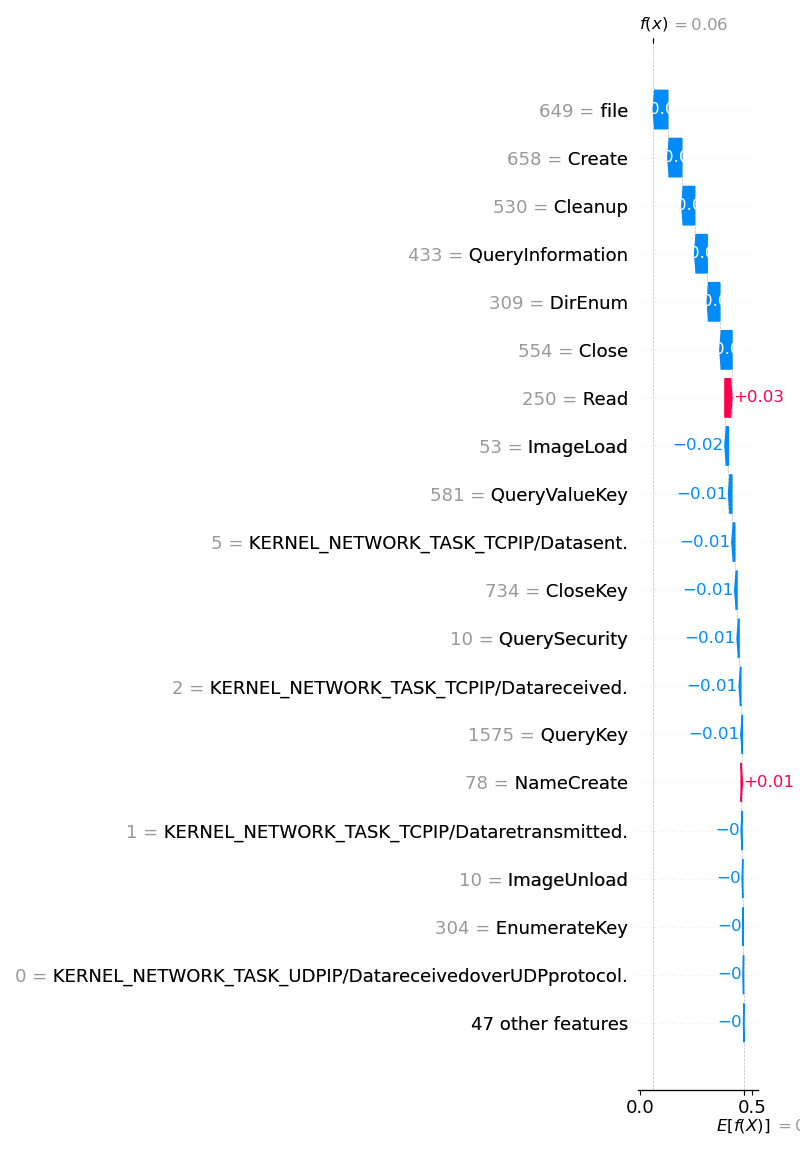 f(x) = 0.06
649 = file
658 = Create
530 = Cleanup
433 = QueryInformation
309 = DirEnum
554 = Close
250 = Read +0.03
53 = ImageLoad −0.02
581 = QueryValueKey −0.01
5 = KERNEL_NETWORK_TASK_TCPIP/Datasent. −0.01
734 = CloseKey −0.01
10 = QuerySecurity −0.01
2 = KERNEL_NETWORK_TASK_TCPIP/Datareceived. −0.01
1575 = QueryKey −0.01
78 = NameCreate +0.01
1 = KERNEL_NETWORK_TASK_TCPIP/Dataretransmitted. −0
10 = ImageUnload −0
304 = EnumerateKey −0
0 = KERNEL_NETWORK_TASK_UDPIP/DatareceivedoverUDPprotocol. −0
47 other features −0
0.0 0.5
E[f(X)] =